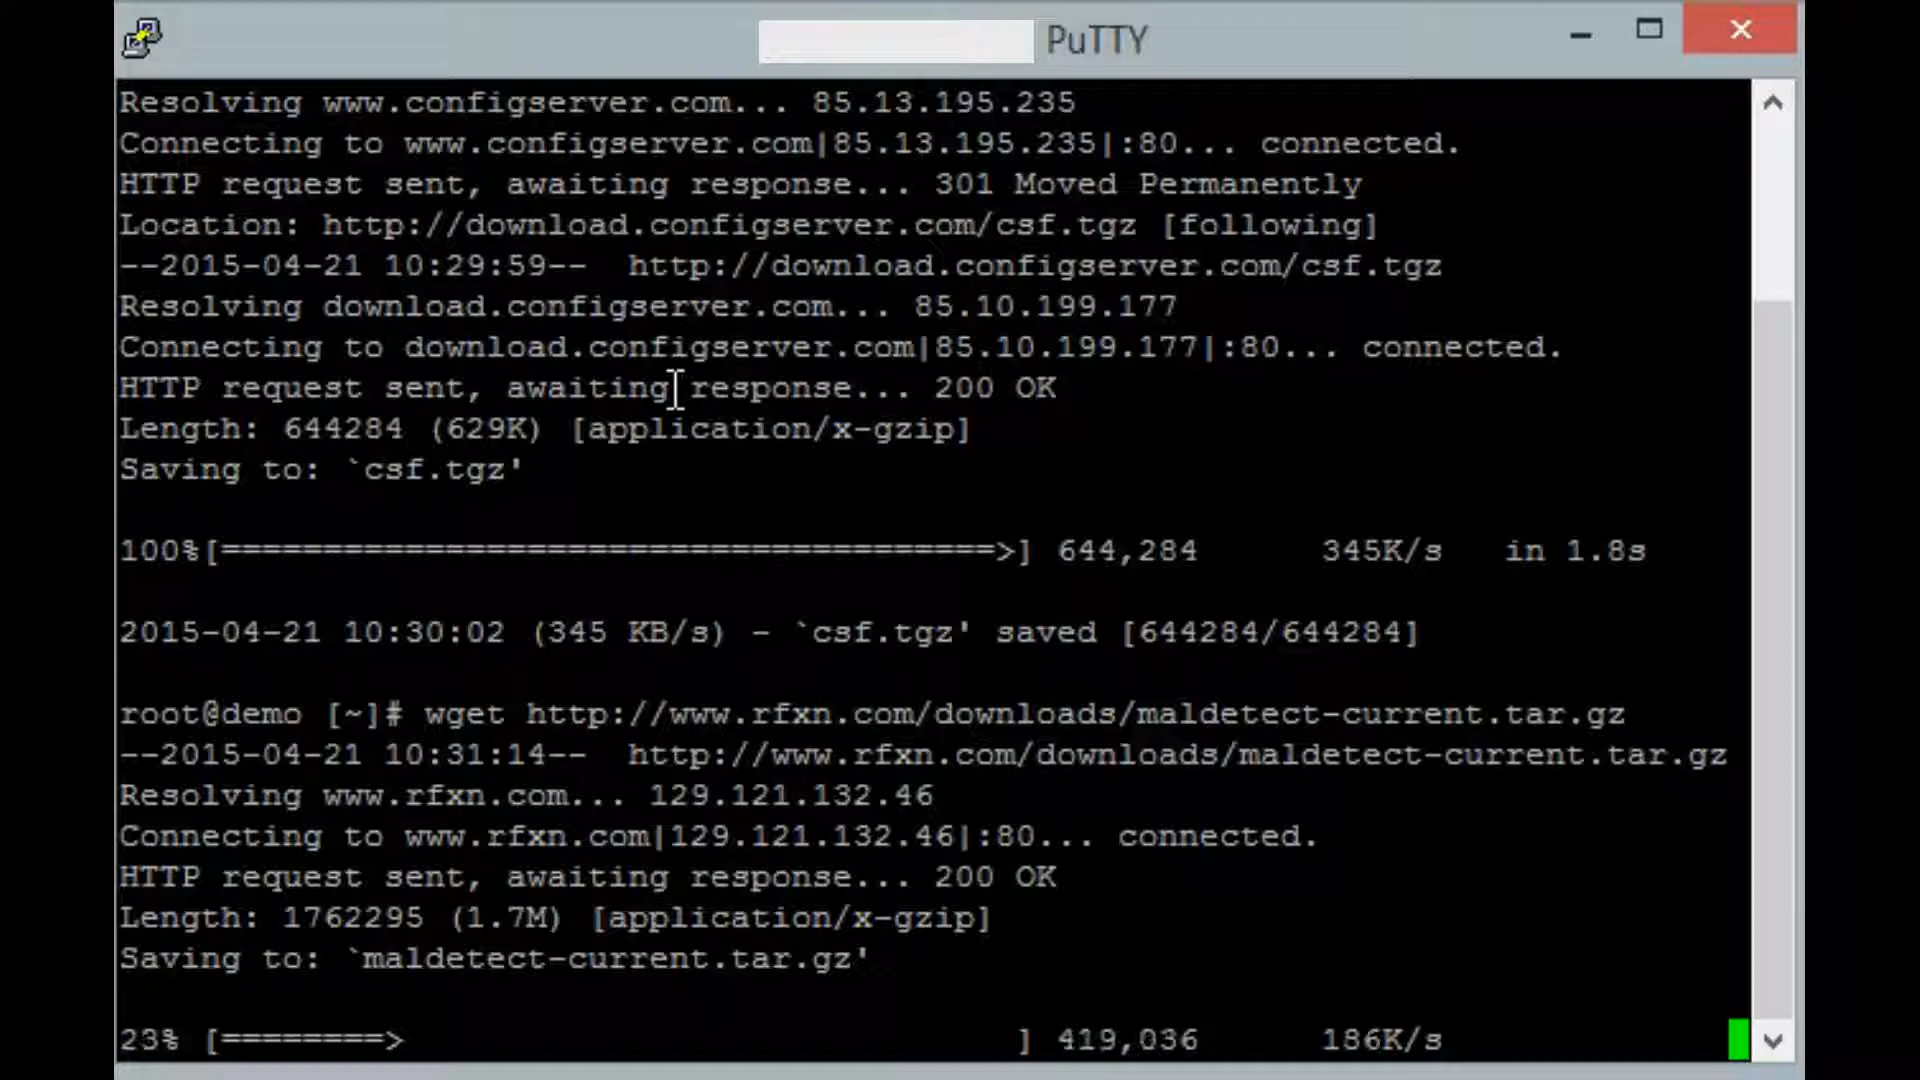 PuTTY
Resolving www.configserver.com... 85.13.195.235
Connecting to www.configserver.com|85.13.195.235|:80... connected.
HTTP request sent, awaiting response... 301 Moved Permanently
Location: http://download.configserver.com/csf.tgz [following]
--2015-04-21 10:29:59--  http://download.configserver.com/csf.tgz
Resolving download.configserver.com... 85.10.199.177
Connecting to download.configserver.com|85.10.199.177|:80... connected.
HTTP request sent, awaiting response... 200 OK
Length: 644284 (629K) [application/x-gzip]
Saving to: `csf.tgz'
100%[======================================>] 644,284      345K/s   in 1.8s
2015-04-21 10:30:02 (345 KB/s) - `csf.tgz' saved [644284/644284]
root@demo [~]# wget http://www.rfxn.com/downloads/maldetect-current.tar.gz
--2015-04-21 10:31:14--  http://www.rfxn.com/downloads/maldetect-current.tar.gz
Resolving www.rfxn.com... 129.121.132.46
Connecting to www.rfxn.com|129.121.132.46|:80... connected.
HTTP request sent, awaiting response... 200 OK
Length: 1762295 (1.7M) [application/x-gzip]
Saving to: `maldetect-current.tar.gz'
23% [========>                              ] 419,036      186K/s